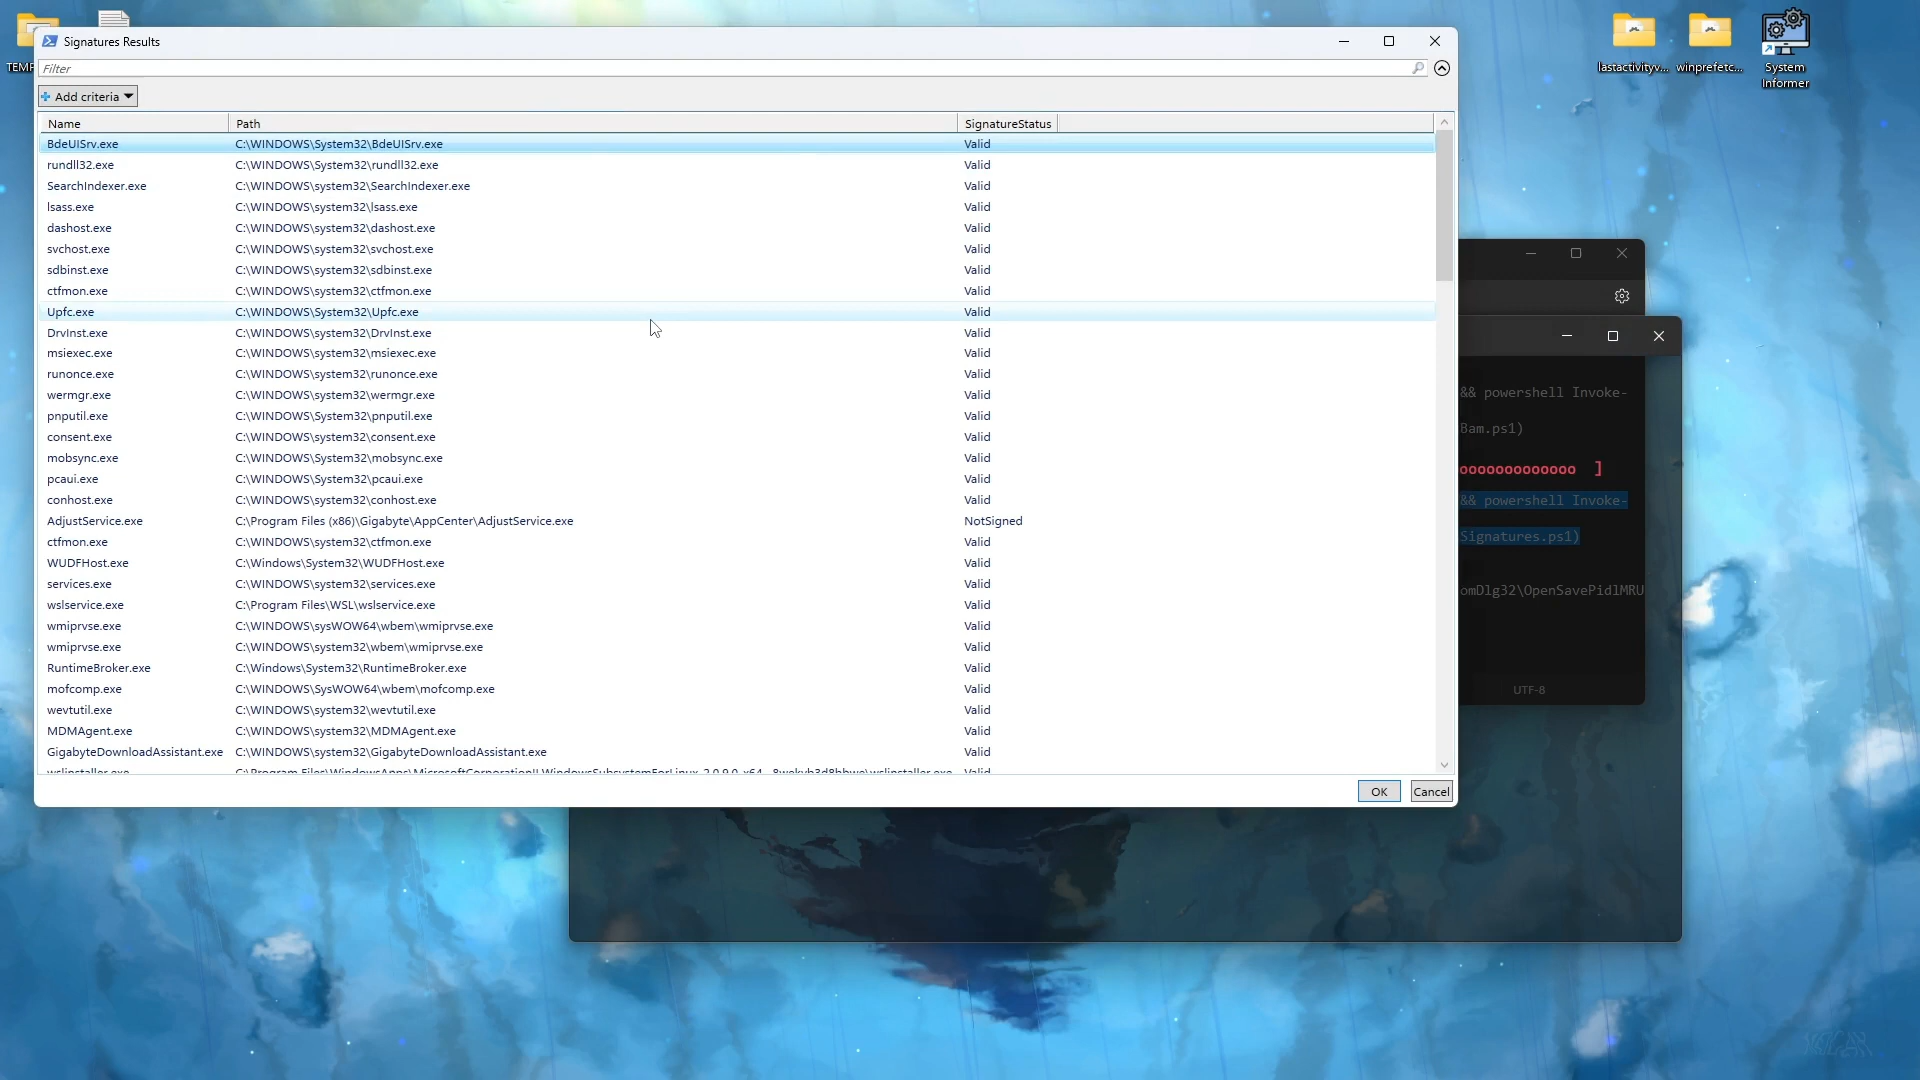 TEMP
Signatures Results
Filter
Add criteria
Name Path SignatureStatus
BdeUISrv.exe C:\WINDOWS\System32\BdeUISrv.exe Valid
rundll32.exe C:\WINDOWS\System32\rundll32.exe Valid
SearchIndexer.exe C:\WINDOWS\system32\SearchIndexer.exe Valid
lsass.exe C:\WINDOWS\system32\lsass.exe Valid
dashost.exe C:\WINDOWS\system32\dashost.exe Valid
svchost.exe C:\WINDOWS\system32\svchost.exe Valid
sdbinst.exe C:\WINDOWS\system32\sdbinst.exe Valid
ctfmon.exe C:\WINDOWS\system32\ctfmon.exe Valid
Upfc.exe C:\WINDOWS\System32\Upfc.exe Valid
DrvInst.exe C:\WINDOWS\system32\DrvInst.exe Valid
msiexec.exe C:\WINDOWS\system32\msiexec.exe Valid
runonce.exe C:\WINDOWS\system32\runonce.exe Valid
wermgr.exe C:\WINDOWS\system32\wermgr.exe Valid
pnputil.exe C:\WINDOWS\System32\pnputil.exe Valid
consent.exe C:\WINDOWS\system32\consent.exe Valid
mobsync.exe C:\WINDOWS\System32\mobsync.exe Valid
pcaui.exe C:\WINDOWS\System32\pcaui.exe Valid
conhost.exe C:\WINDOWS\system32\conhost.exe Valid
AdjustService.exe C:\Program Files (x86)\Gigabyte\AppCenter\AdjustService.exe NotSigned
ctfmon.exe C:\WINDOWS\system32\ctfmon.exe Valid
WUDFHost.exe C:\Windows\System32\WUDFHost.exe Valid
services.exe C:\WINDOWS\system32\services.exe Valid
wslservice.exe C:\Program Files\WSL\wslservice.exe Valid
wmiprvse.exe C:\WINDOWS\sysWOW64\wbem\wmiprvse.exe Valid
wmiprvse.exe C:\WINDOWS\system32\wbem\wmiprvse.exe Valid
RuntimeBroker.exe C:\Windows\System32\RuntimeBroker.exe Valid
mofcomp.exe C:\WINDOWS\SysWOW64\wbem\mofcomp.exe Valid
wevtutil.exe C:\WINDOWS\system32\wevtutil.exe Valid
MDMAgent.exe C:\WINDOWS\system32\MDMAgent.exe Valid
GigabyteDownloadAssistant.exe C:\WINDOWS\system32\GigabyteDownloadAssistant.exe Valid
OK Cancel
lastactivityv...
winprefetc...
System
Informer
&& powershell Invoke-
Bam.ps1)
ooooooooooooo ]
&& powershell Invoke-
Signatures.ps1)
omDlg32\OpenSavePidlMRU
UTF-8